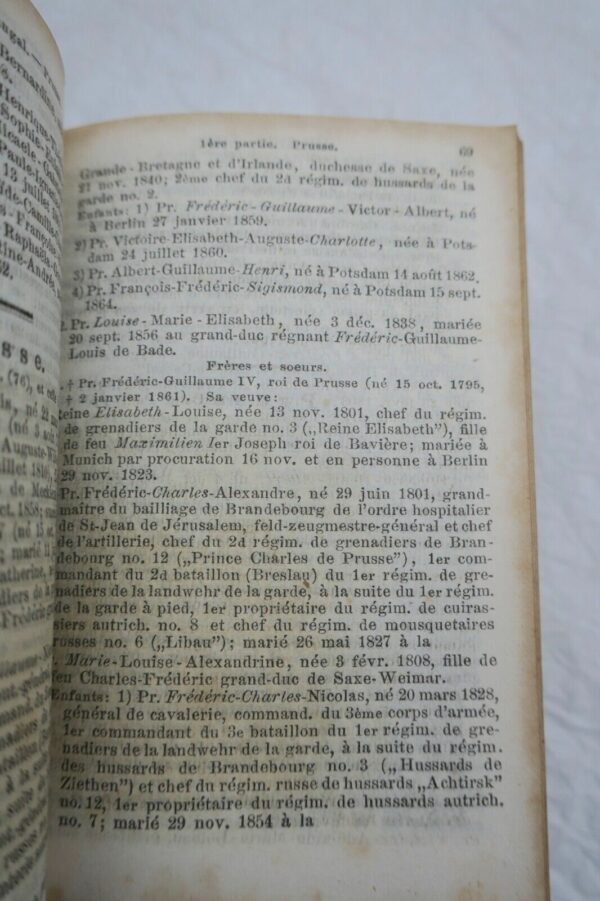 1ère partie. Prusse. 69
Grande-Bretagne et d'Irlande, duchesse de Saxe, née
21 nov. 1840; 2ème chef du 2d régim. de hussards de la
garde no. 2.
Enfants: 1) Pr. Frédéric-Guillaume-Victor-Albert, né
à Berlin 27 janvier 1859.
2) Pr. Victoire-Elisabeth-Auguste-Charlotte, née à Pots-
dam 24 juillet 1860.
3) Pr. Albert-Guillaume-Henri, né à Potsdam 14 août 1862.
4) Pr. François-Frédéric-Sigismond, né à Potsdam 15 sept.
1864.
2. Pr. Louise-Marie-Elisabeth, née 3 déc. 1838, mariée
20 sept. 1856 au grand-duc régnant Frédéric-Guillaume-
Louis de Bade.
Frères et soeurs.
† Pr. Frédéric-Guillaume IV, roi de Prusse (né 15 oct. 1795,
† 2 janvier 1861). Sa veuve:
Reine Elisabeth-Louise, née 13 nov. 1801, chef du régim.
de grenadiers de la garde no. 3 („Reine Elisabeth"), fille
de feu Maximilien Ier Joseph roi de Bavière; mariée à
Munich par procuration 16 nov. et en personne à Berlin
29 nov. 1823.
Pr. Frédéric-Charles-Alexandre, né 29 juin 1801, grand-
maître du bailliage de Brandebourg de l'ordre hospitalier
de St-Jean de Jérusalem, feld-zeugmestre-général et chef
de l'artillerie, chef du 2d régim. de grenadiers de Bran-
debourg no. 12 („Prince Charles de Prusse"), 1er com-
mandant du 2d bataillon (Breslau) du 1er régim. de gre-
nadiers de la landwehr de la garde, à la suite du 1er régim.
de la garde à pied, 1er propriétaire du régim. de cuiras-
siers autrich. no. 8 et chef du régim. de mousquetaires
russes no. 6 („Libau"); marié 26 mai 1827 à la
Marie-Louise-Alexandrine, née 3 févr. 1808, fille de
feu Charles-Frédéric grand-duc de Saxe-Weimar.
Enfants: 1) Pr. Frédéric-Charles-Nicolas, né 20 mars 1828,
général de cavalerie, command. du 3ème corps d'armée,
1er commandant du 3e bataillon du 1er régim. de gre-
nadiers de la landwehr de la garde, à la suite du régim.
des hussards de Brandebourg no. 3 („Hussards de
Ziethen") et chef du régim. russe de hussards „Achtirsk"
no. 12, 1er propriétaire du régim. de hussards autrich.
no. 7; marié 29 nov. 1854 à la